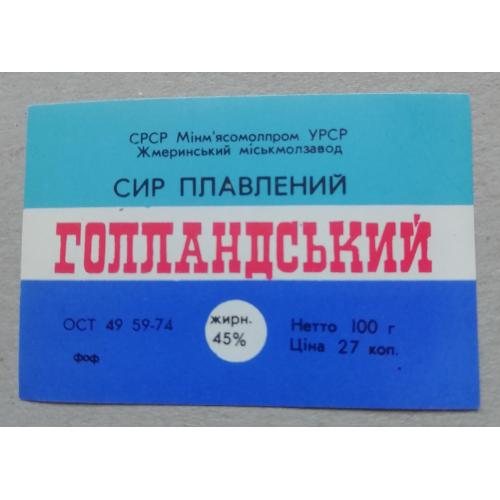 СРСР Мінм'ясомолпром УРСР
Жмеринський міськмолзавод
СИР ПЛАВЛЕНИЙ
ГОЛЛАНДСЬКИЙ
ОСТ 49 59-74
жирн.
45%
Нетто 100 г
Ціна 27 коп.
фоф